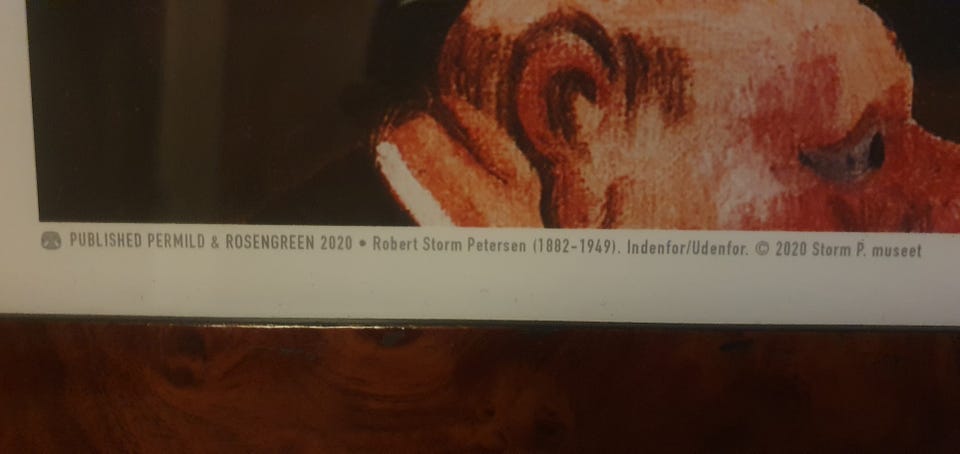 PUBLISHED PERMILD & ROSENGREEN 2020 • Robert Storm Petersen (1882-1949). Indenfor/Udenfor. © 2020 Storm P. museet